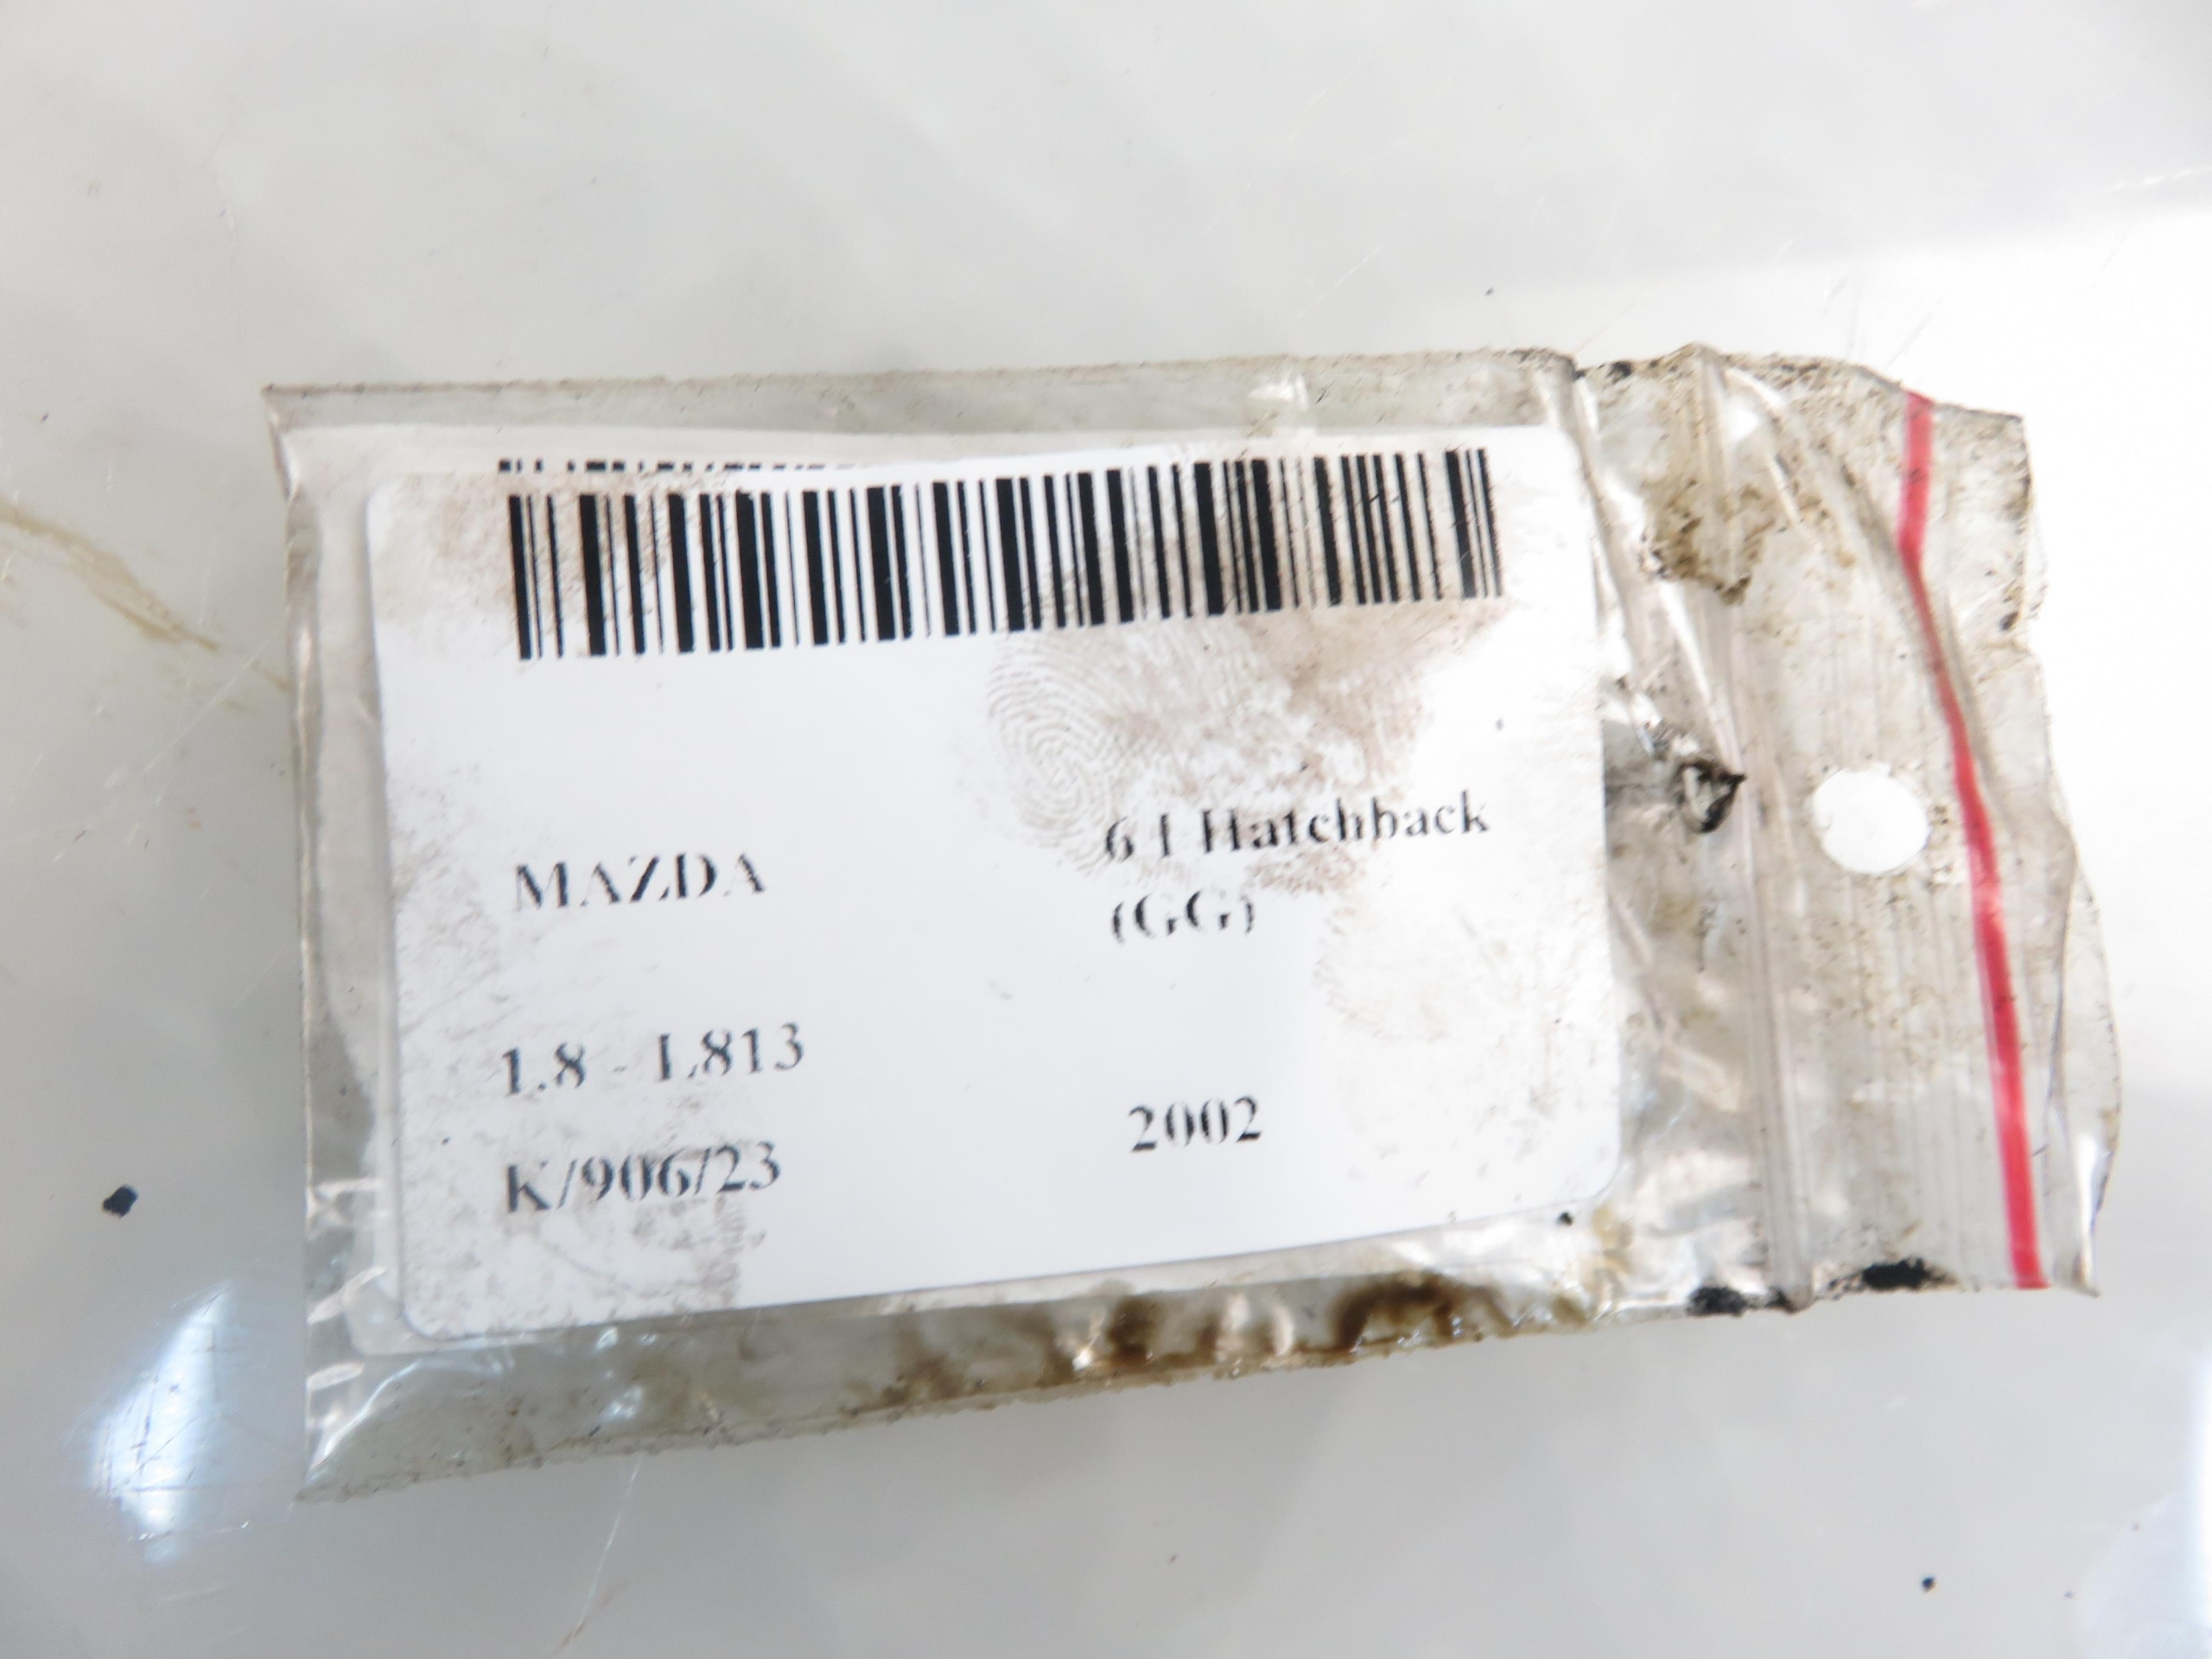 MAZDA
6 I Hatchback
(GG)
1.8 - L813
2002
K/906/23